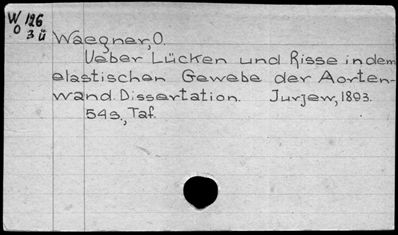 W 126
O 3 ü
Waegner, O.
Ueber Lücken und Risse in dem
elastischen Gewebe der Aorten-
wand. Dissertation. Jurjew, 1893.
54 s., Taf.